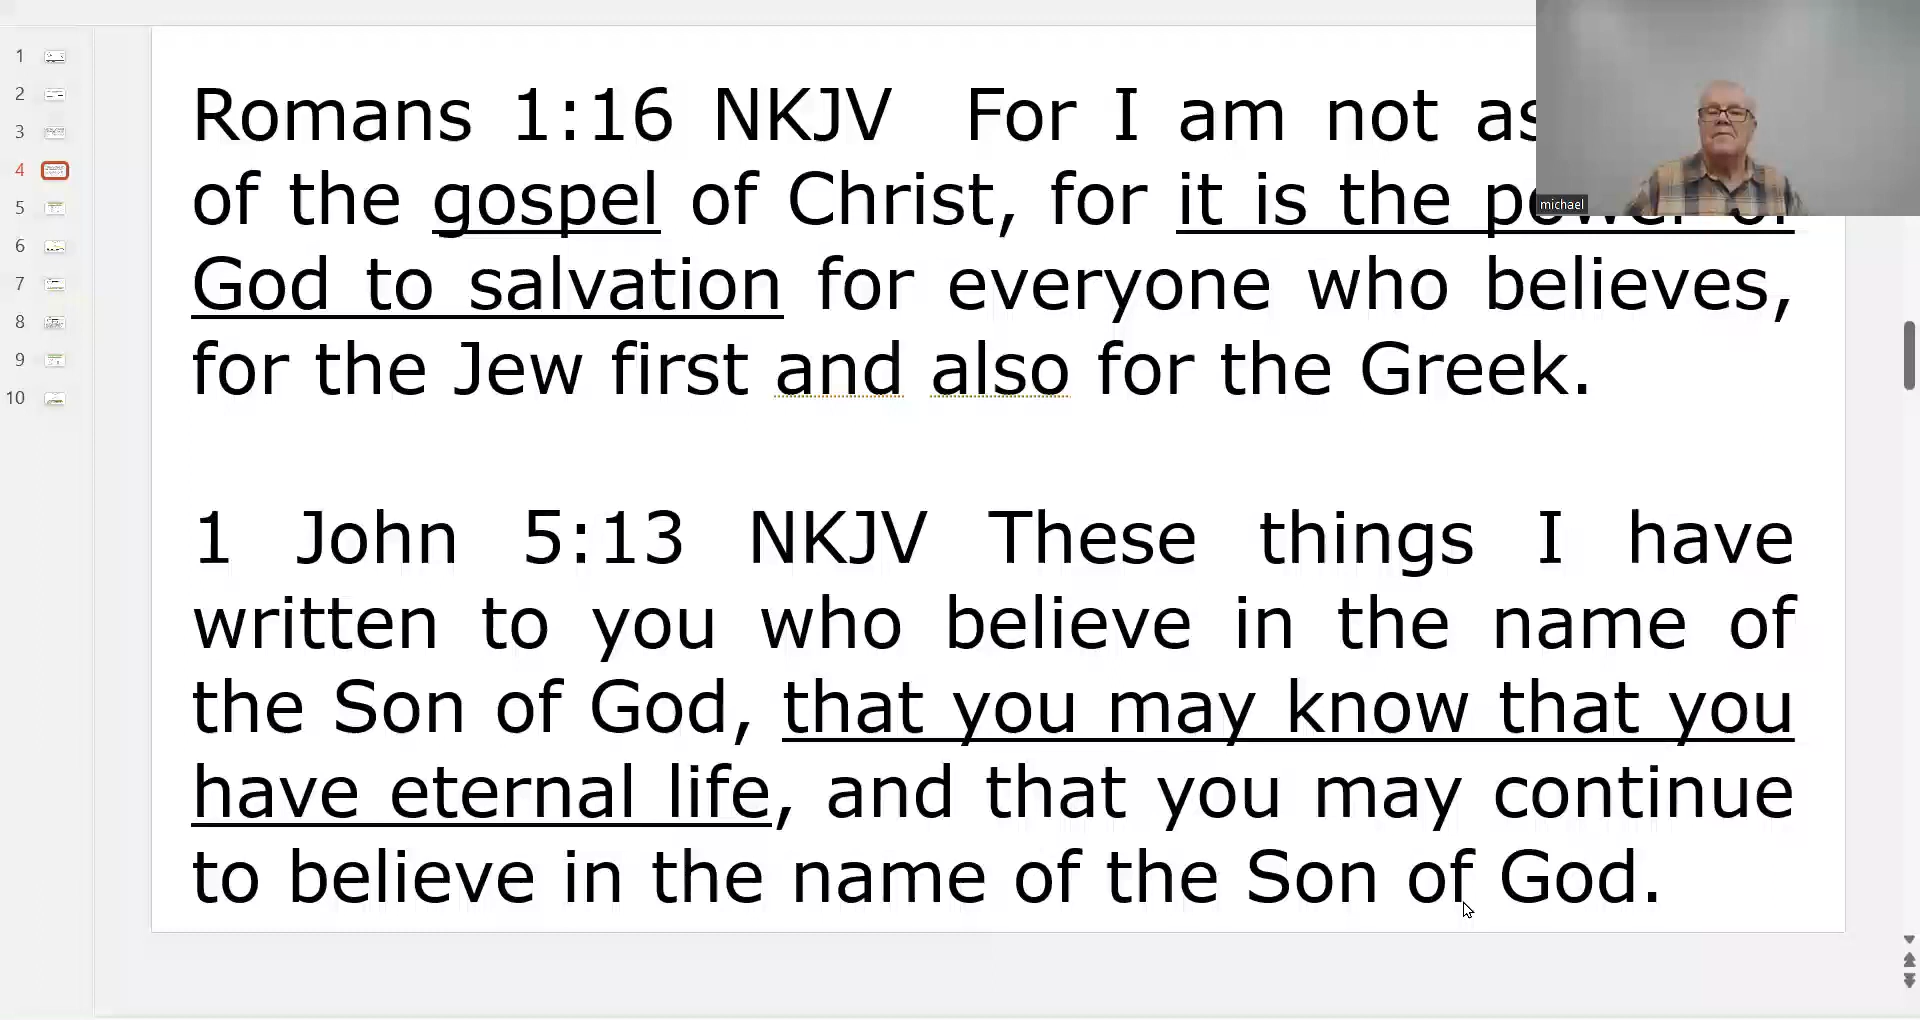 1
2
3
4
5
6
7
8
9
10
Romans 1:16 NKJV For I am not
of the gospel of Christ, for it is the power of
God to salvation for everyone who believes,
for the Jew first and also for the Greek.
1 John 5:13 NKJV These things I have
written to you who believe in the name of
the Son of God, that you may know that you
have eternal life, and that you may continue
to believe in the name of the Son of God.
michael